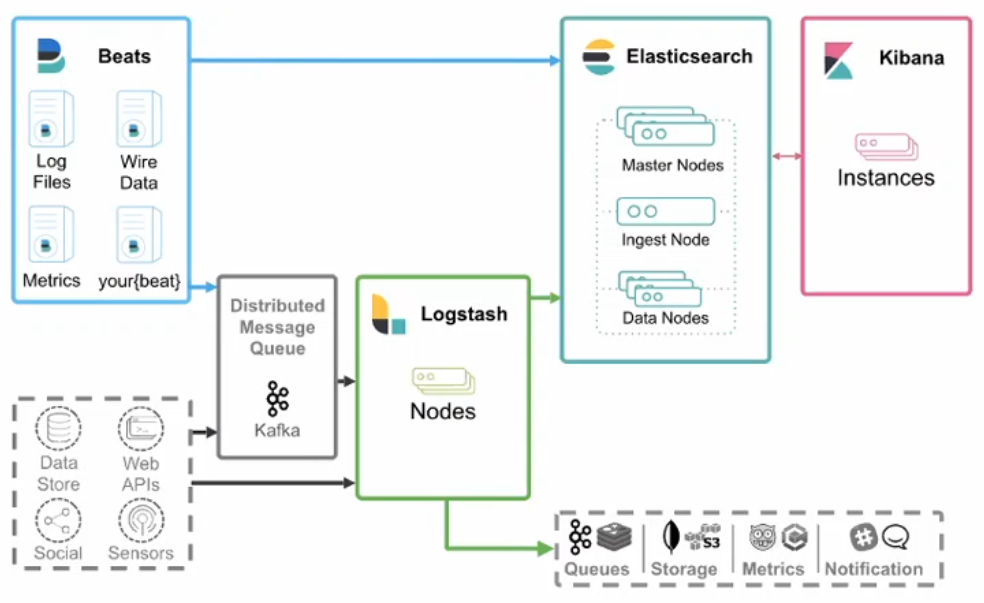 Beats
Log
Files
Wire
Data
Metrics
your{beat}
Distributed
Message
Queue
Kafka
Data
Store
Web
APIs
Social
Sensors
Logstash
Nodes
Elasticsearch
Master Nodes
Ingest Node
Data Nodes
Kibana
Instances
Queues
S3
Storage
Metrics
Notification